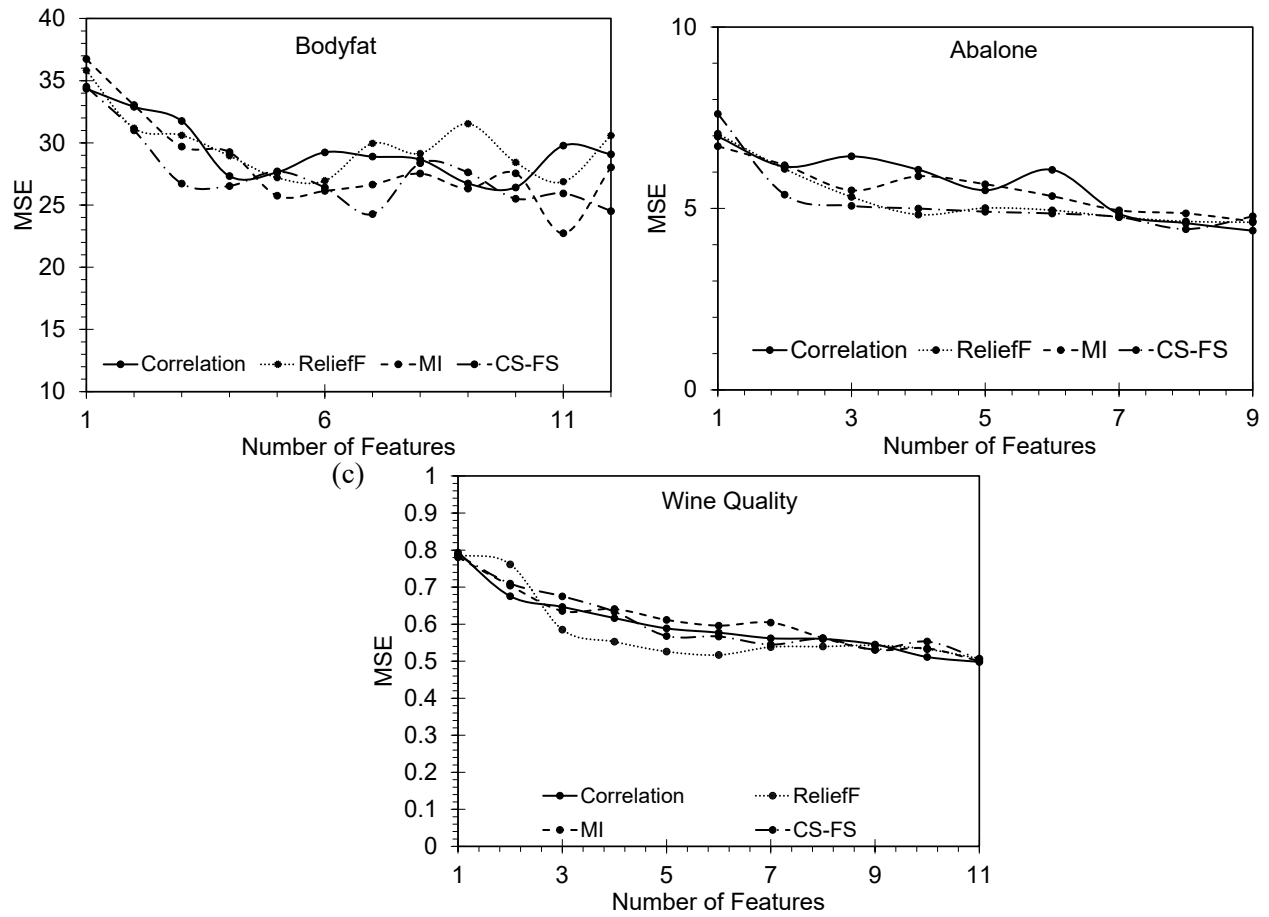 Bodyfat
MSE
40
35
30
25
20
15
10
Correlation ReliefF MI CS-FS
1 6 11
Number of Features
Abalone
MSE
10
5
0
Correlation ReliefF MI CS-FS
1 3 5 7 9
Number of Features
(c)
Wine Quality
MSE
1
0.9
0.8
0.7
0.6
0.5
0.4
0.3
0.2
0.1
0
Correlation ReliefF
MI CS-FS
1 3 5 7 9 11
Number of Features